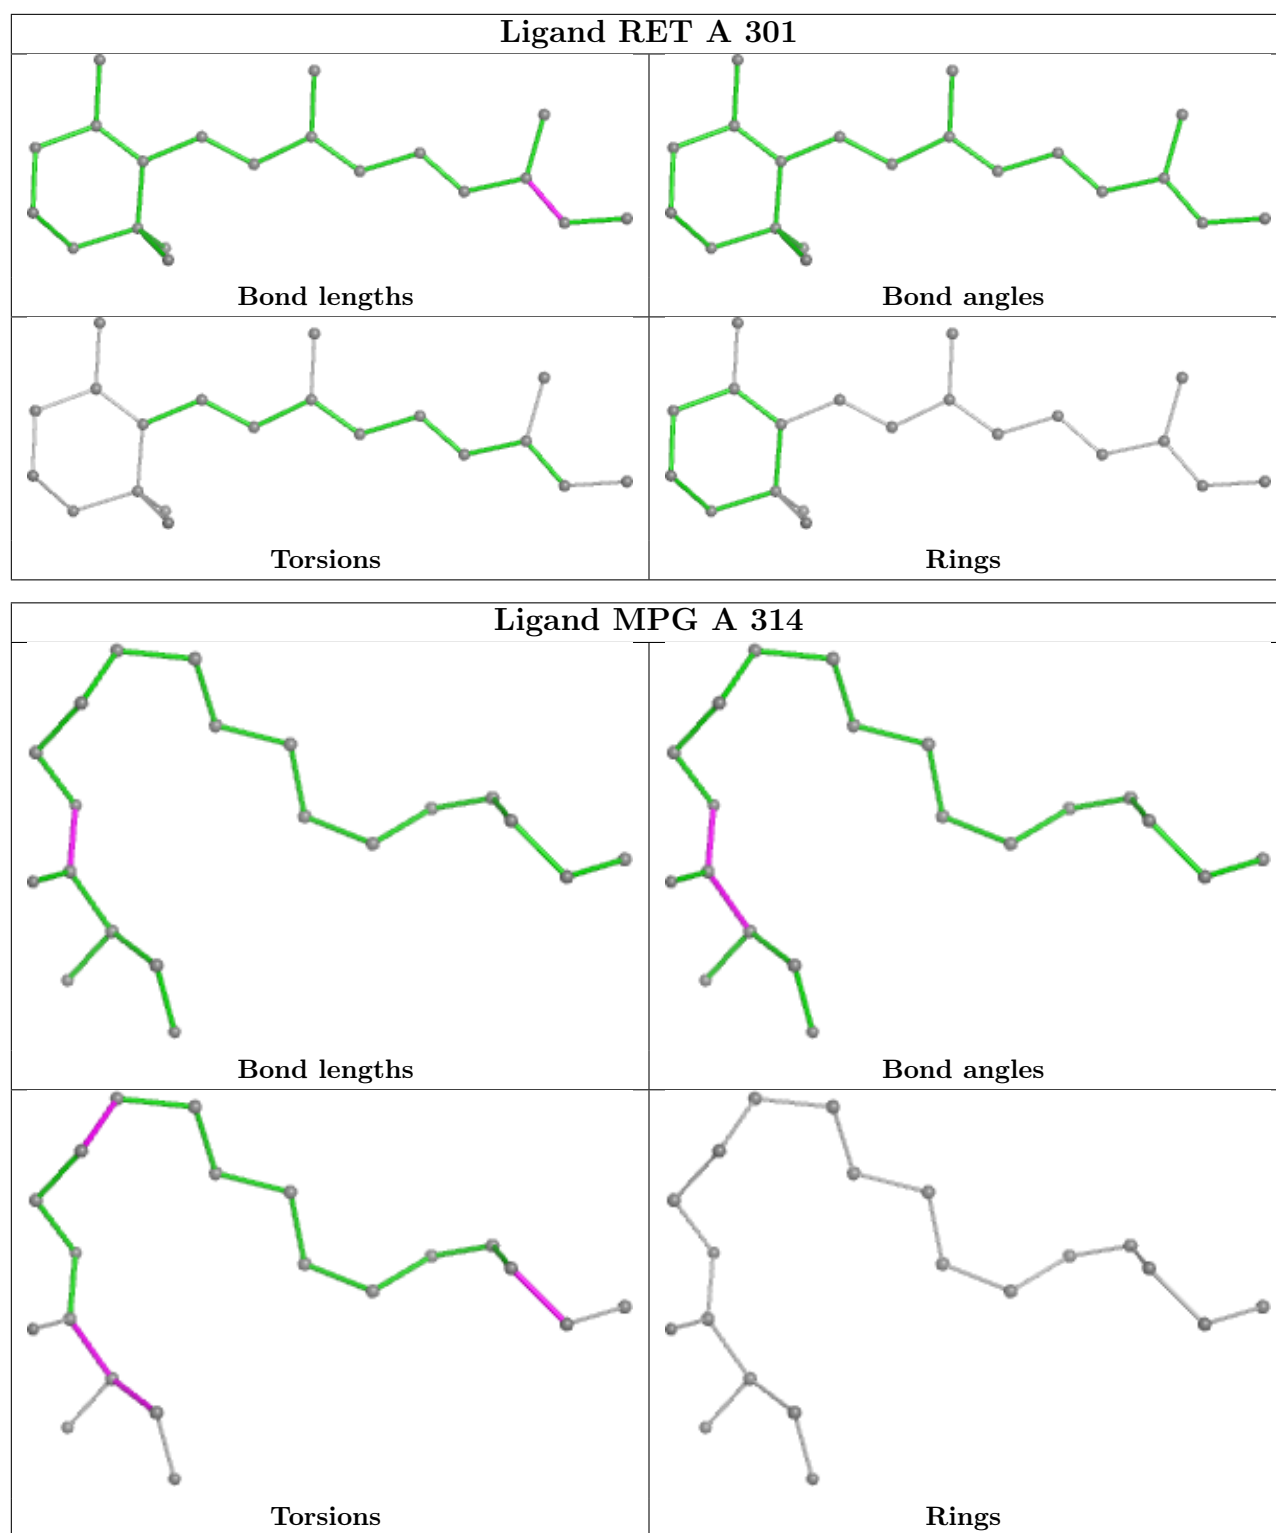 Ligand RET A 301
Bond lengths
Bond angles
Torsions
Rings
Ligand MPG A 314
Bond lengths
Bond angles
Torsions
Rings